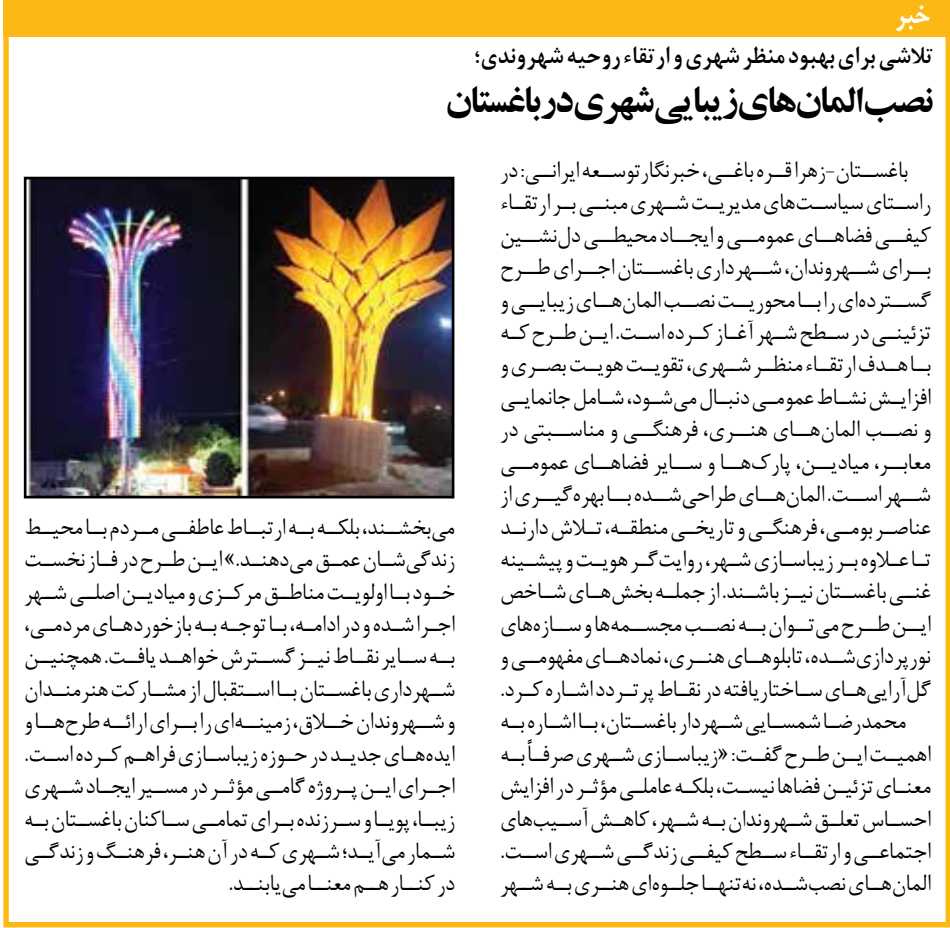 خبر
تلاشی برای بهبود منظر شهری و ارتقاء روحیه شهروندی؛
نصب المان‌های زیبایی شهری در باغستان
باغستان-زهرا قره باغی، خبرنگار توسعه ایرانی: در
راستای سیاست‌های مدیریت شهری مبنی بر ارتقاء
کیفی فضاهای عمومی و ایجاد محیطی دل‌نشین
برای شهروندان، شهرداری باغستان اجرای طرح
گسترده‌ای را با محوریت نصب المان‌های زیبایی و
تزئینی در سطح شهر آغاز کرده است. این طرح که
با هدف ارتقاء منظر شهری، تقویت هویت بصری و
افزایش نشاط عمومی دنبال می‌شود، شامل جانمایی
و نصب المان‌های هنری، فرهنگی و مناسبتی در
معابر، میادین، پارک‌ها و سایر فضاهای عمومی
شهر است. المان‌های طراحی‌شده با بهره‌گیری از
عناصر بومی، فرهنگی و تاریخی منطقه، تلاش دارند
تا علاوه بر زیباسازی شهر، روایت‌گر هویت و پیشینه
غنی باغستان نیز باشند. از جمله بخش‌های شاخص
این طرح می‌توان به نصب مجسمه‌ها و سازه‌های
نورپردازی‌شده، تابلوهای هنری، نمادهای مفهومی و
گل‌آرایی‌های ساختاریافته در نقاط پرتردد اشاره کرد.
محمدرضا شمسایی شهردار باغستان، با اشاره به
اهمیت این طرح گفت: «زیباسازی شهری صرفاً به
معنای تزئین فضاها نیست، بلکه عاملی مؤثر در افزایش
احساس تعلق شهروندان به شهر، کاهش آسیب‌های
اجتماعی و ارتقاء سطح کیفی زندگی شهری است.
المان‌های نصب‌شده، نه‌تنها جلوه‌ای هنری به شهر
می‌بخشند، بلکه به ارتباط عاطفی مردم با محیط
زندگی‌شان عمق می‌دهند.» این طرح در فاز نخست
خود با اولویت مناطق مرکزی و میادین اصلی شهر
اجرا شده و در ادامه، با توجه به بازخوردهای مردمی،
به سایر نقاط نیز گسترش خواهد یافت. همچنین
شهرداری باغستان با استقبال از مشارکت هنرمندان
و شهروندان خلاق، زمینه‌ای را برای ارائه طرح‌ها و
ایده‌های جدید در حوزه زیباسازی فراهم کرده است.
اجرای این پروژه گامی مؤثر در مسیر ایجاد شهری
زیبا، پویا و سرزنده برای تمامی ساکنان باغستان به
شمار می‌آید؛ شهری که در آن هنر، فرهنگ و زندگی
در کنار هم معنا می‌یابند.